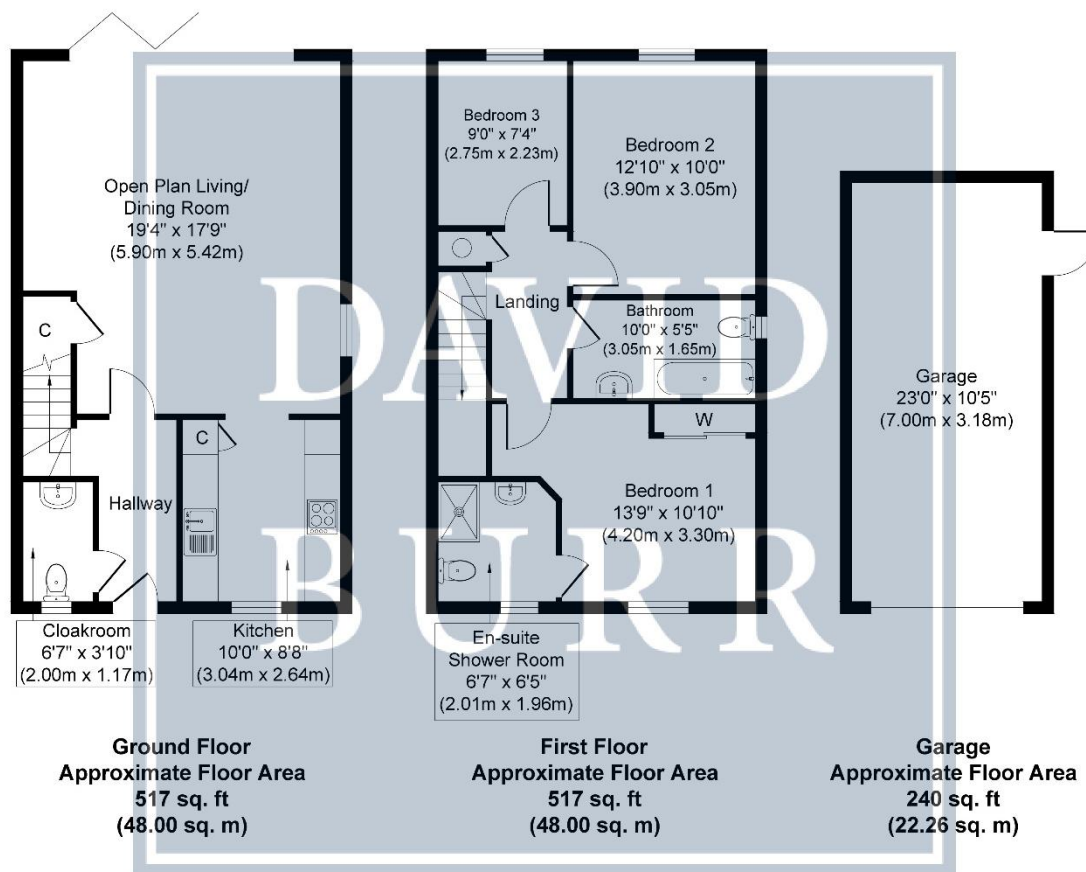 Open Plan Living/
Dining Room
19'4" x 17'9"
(5.90m x 5.42m)
C
C
Hallway
Cloakroom
6'7" x 3'10"
(2.00m x 1.17m)
Kitchen
10'0" x 8'8"
(3.04m x 2.64m)
Ground Floor
Approximate Floor Area
517 sq. ft
(48.00 sq. m)
Bedroom 3
9'0" x 7'4"
(2.75m x 2.23m)
Bedroom 2
12'10" x 10'0"
(3.90m x 3.05m)
Landing
Bathroom
10'0" x 5'5"
(3.05m x 1.65m)
W
Bedroom 1
13'9" x 10'10"
(4.20m x 3.30m)
En-suite
Shower Room
6'7" x 6'5"
(2.01m x 1.96m)
First Floor
Approximate Floor Area
517 sq. ft
(48.00 sq. m)
Garage
23'0" x 10'5"
(7.00m x 3.18m)
Garage
Approximate Floor Area
240 sq. ft
(22.26 sq. m)
DAVID
BURR